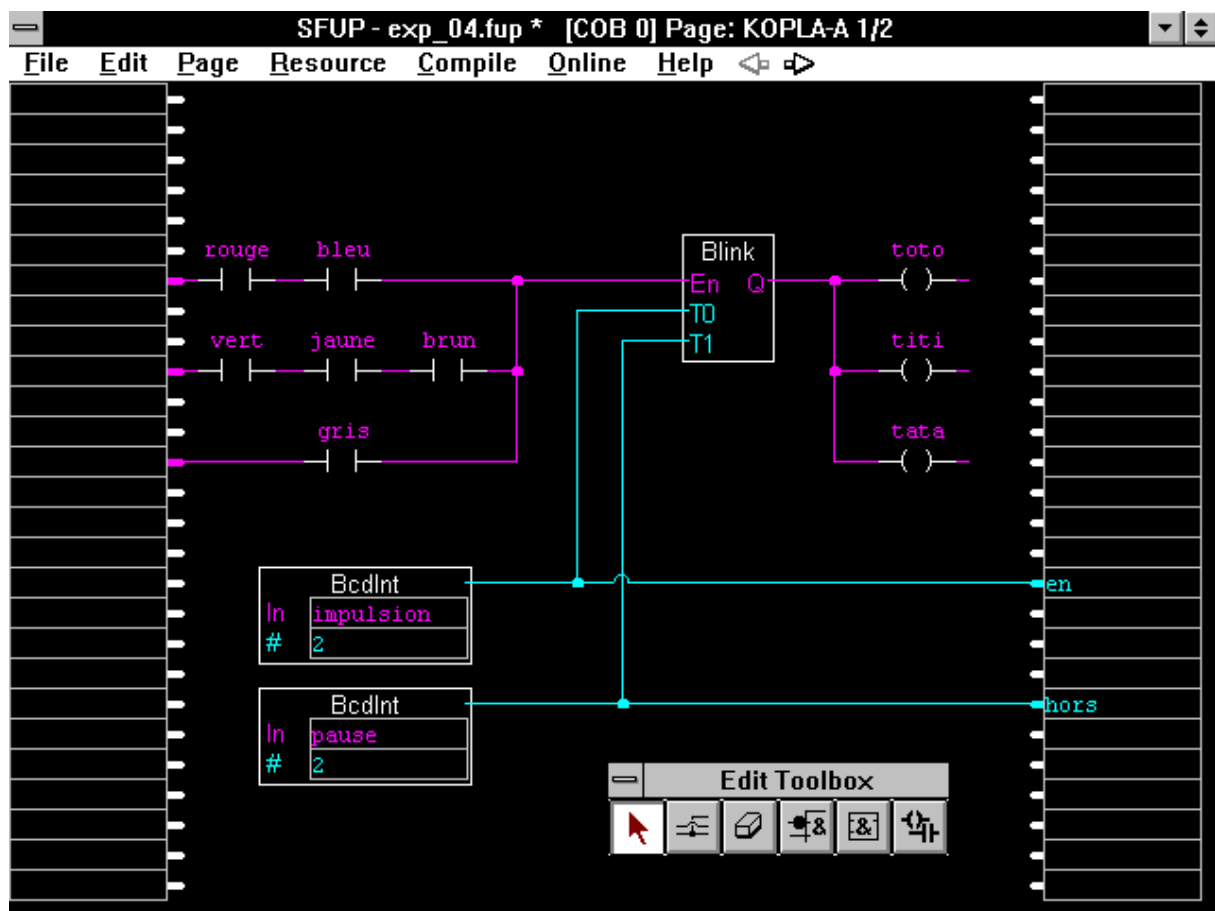 SFUP - exp_04.fup * [COB 0] Page: KOPLA-A 1/2
File Edit Page Resource Compile Online Help
rouge bleu Blink toto
En Q
T0
vert jaune brun T1 titi
gris tata
BcdInt en
In impulsion
# 2
BcdInt hors
In pause
# 2
Edit Toolbox
& &